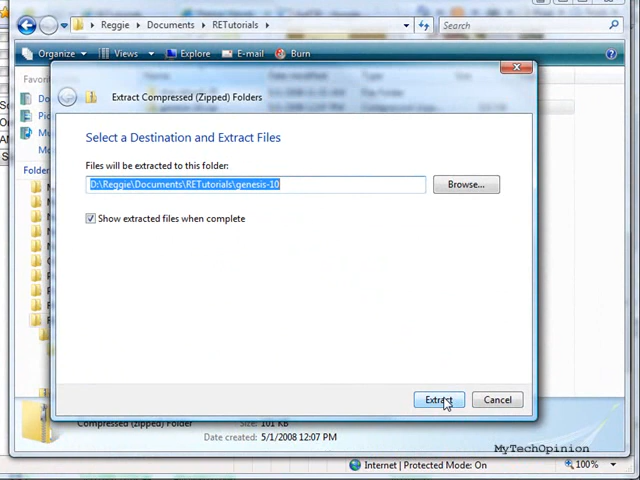 Reggie Documents RETutorials
Search
Organize Views Explore E-mail Burn
Extract Compressed (Zipped) Folders
Select a Destination and Extract Files
Files will be extracted to this folder:
D:\Reggie\Documents\RETutorials\genesis-10
Browse...
Show extracted files when complete
Folder
Extract
Cancel
Compressed (zipped) Folder
101 KB
Date created: 5/1/2008 12:07 PM
MyTechOpinion
Internet | Protected Mode: On
100%